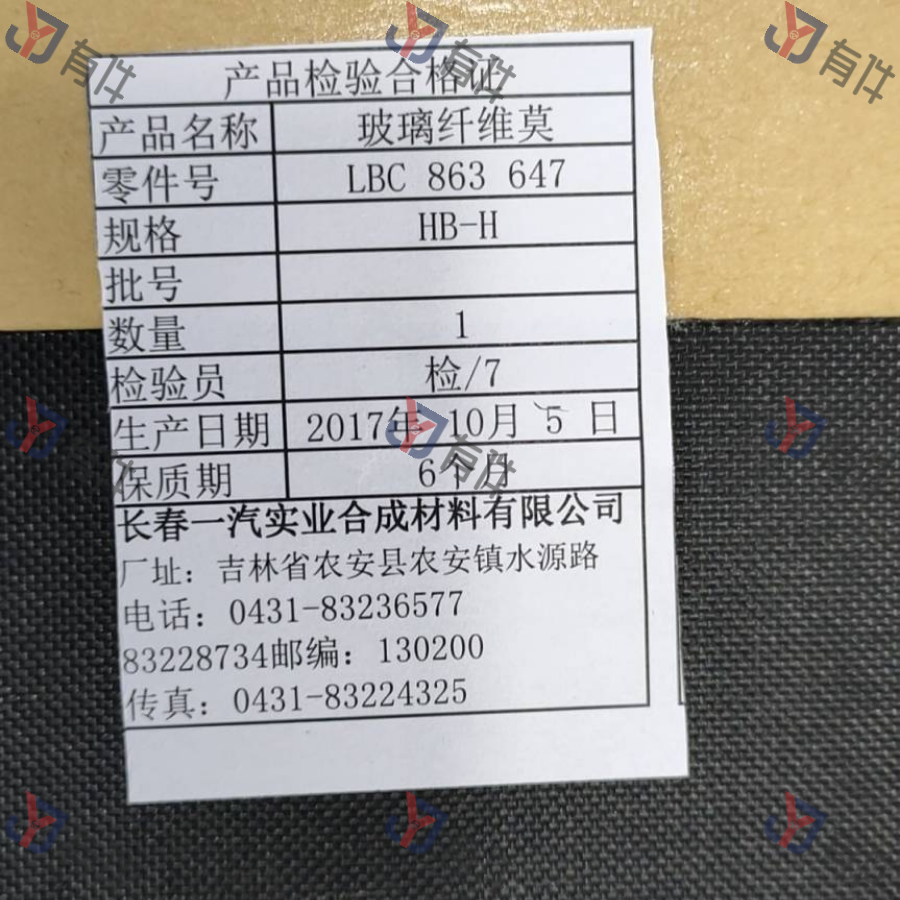 产品检验合格证
产品名称 玻璃纤维莫
零件号 LBC 863 647
规格 HB-H
批号
数量 1
检验员 检/7
生产日期 2017年 10月 5 日
保质期 6个月
长春一汽实业合成材料有限公司
厂址：吉林省农安县农安镇水源路
电话：0431-83236577
83228734邮编：130200
传真：0431-83224325
有件
有件
有件
有件